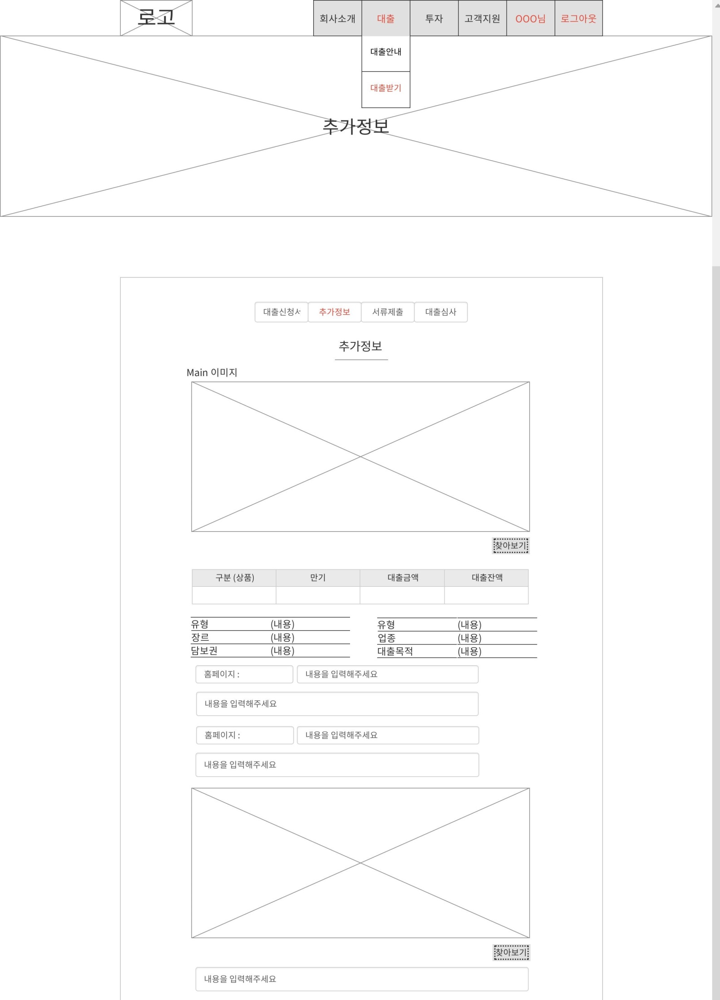 로고
회사소개 대출 투자 고객지원 OOO님 로그아웃
대출안내
대출받기
추가정보
대출신청서 추가정보 서류제출 대출심사
추가정보
Main 이미지
찾아보기
구분 (상품) 만기 대출금액 대출잔액
유형 (내용) 유형 (내용)
장르 (내용) 업종 (내용)
담보권 (내용) 대출목적 (내용)
홈페이지 : 내용을 입력해주세요
내용을 입력해주세요
홈페이지 : 내용을 입력해주세요
내용을 입력해주세요
찾아보기
내용을 입력해주세요